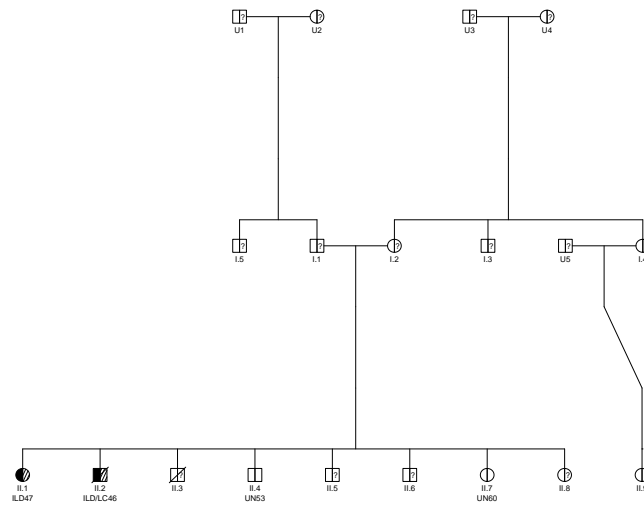 ? ? ? ?
U1 U2 U3 U4
? ? ? ? ?
I.5 I.1 I.2 I.3 U5
? ? ? ?
II.1 II.2 II.3 II.4 II.5 II.6 II.7 II.8
ILD47 ILD/LC46 UN53 UN60